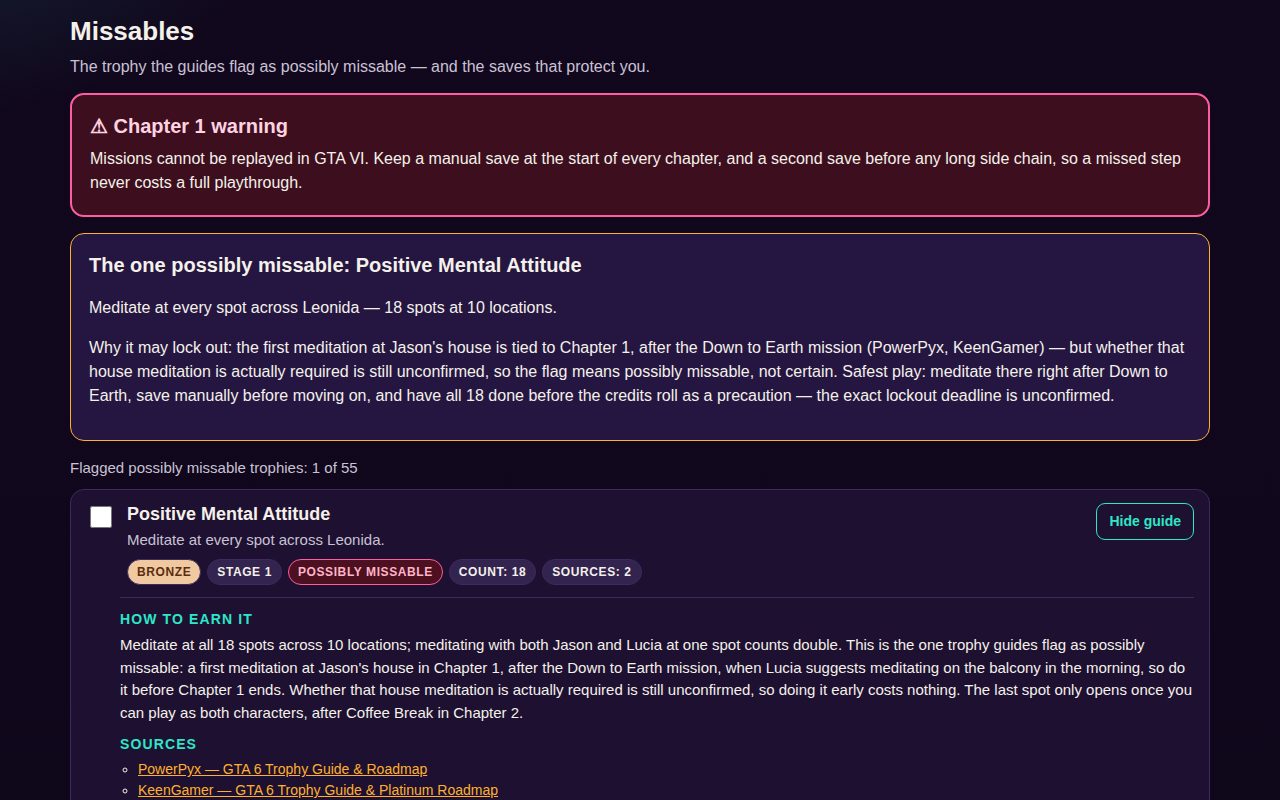 Missables
The trophy the guides flag as possibly missable — and the saves that protect you.
⚠ Chapter 1 warning
Missions cannot be replayed in GTA VI. Keep a manual save at the start of every chapter, and a second save before any long side chain, so a missed step
never costs a full playthrough.
The one possibly missable: Positive Mental Attitude
Meditate at every spot across Leonida — 18 spots at 10 locations.
Why it may lock out: the first meditation at Jason's house is tied to Chapter 1, after the Down to Earth mission (PowerPyx, KeenGamer) — but whether that
house meditation is actually required is still unconfirmed, so the flag means possibly missable, not certain. Safest play: meditate there right after Down to
Earth, save manually before moving on, and have all 18 done before the credits roll as a precaution — the exact lockout deadline is unconfirmed.
Flagged possibly missable trophies: 1 of 55
Positive Mental Attitude
Hide guide
Meditate at every spot across Leonida.
BRONZE STAGE 1 POSSIBLY MISSABLE COUNT: 18 SOURCES: 2
HOW TO EARN IT
Meditate at all 18 spots across 10 locations; meditating with both Jason and Lucia at one spot counts double. This is the one trophy guides flag as possibly
missable: a first meditation at Jason's house in Chapter 1, after the Down to Earth mission, when Lucia suggests meditating on the balcony in the morning, so do
it before Chapter 1 ends. Whether that house meditation is actually required is still unconfirmed, so doing it early costs nothing. The last spot only opens once you
can play as both characters, after Coffee Break in Chapter 2.
SOURCES
PowerPyx — GTA 6 Trophy Guide & Roadmap
KeenGamer — GTA 6 Trophy Guide & Platinum Roadmap